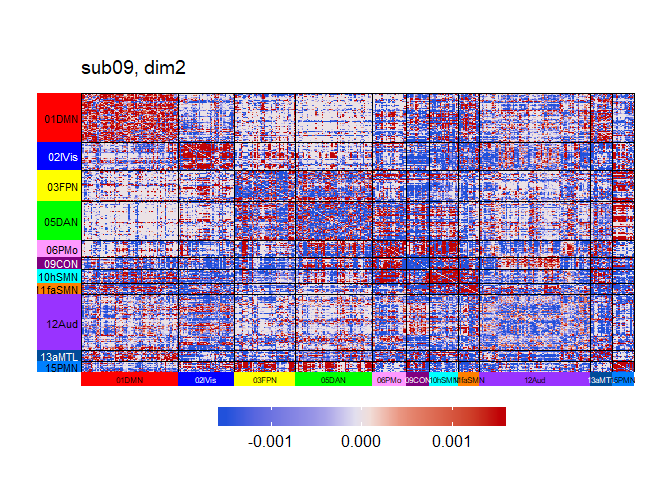 sub09, dim2
01DMN
02lVis
03FPN
05DAN
06PMo
09CON
10hSMN
11faSMN
12Aud
13aMTL
15PMN
01DMN 02lVis 03FPN 05DAN 06PMo 09CON 10hSMN 11faSMN 12Aud 13aMTL 15PMN
-0.001 0.000 0.001